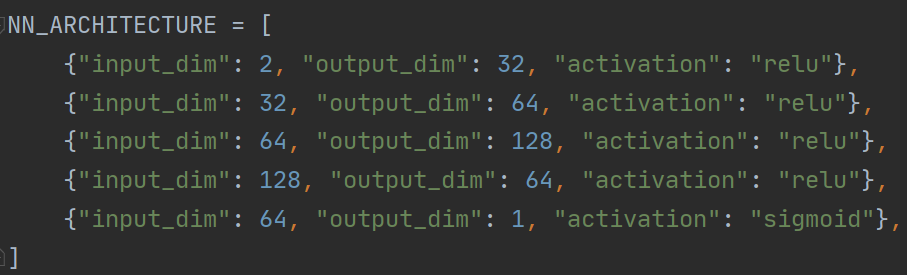 NN_ARCHITECTURE = [
    {"input_dim": 2, "output_dim": 32, "activation": "relu"},
    {"input_dim": 32, "output_dim": 64, "activation": "relu"},
    {"input_dim": 64, "output_dim": 128, "activation": "relu"},
    {"input_dim": 128, "output_dim": 64, "activation": "relu"},
    {"input_dim": 64, "output_dim": 1, "activation": "sigmoid"},
]